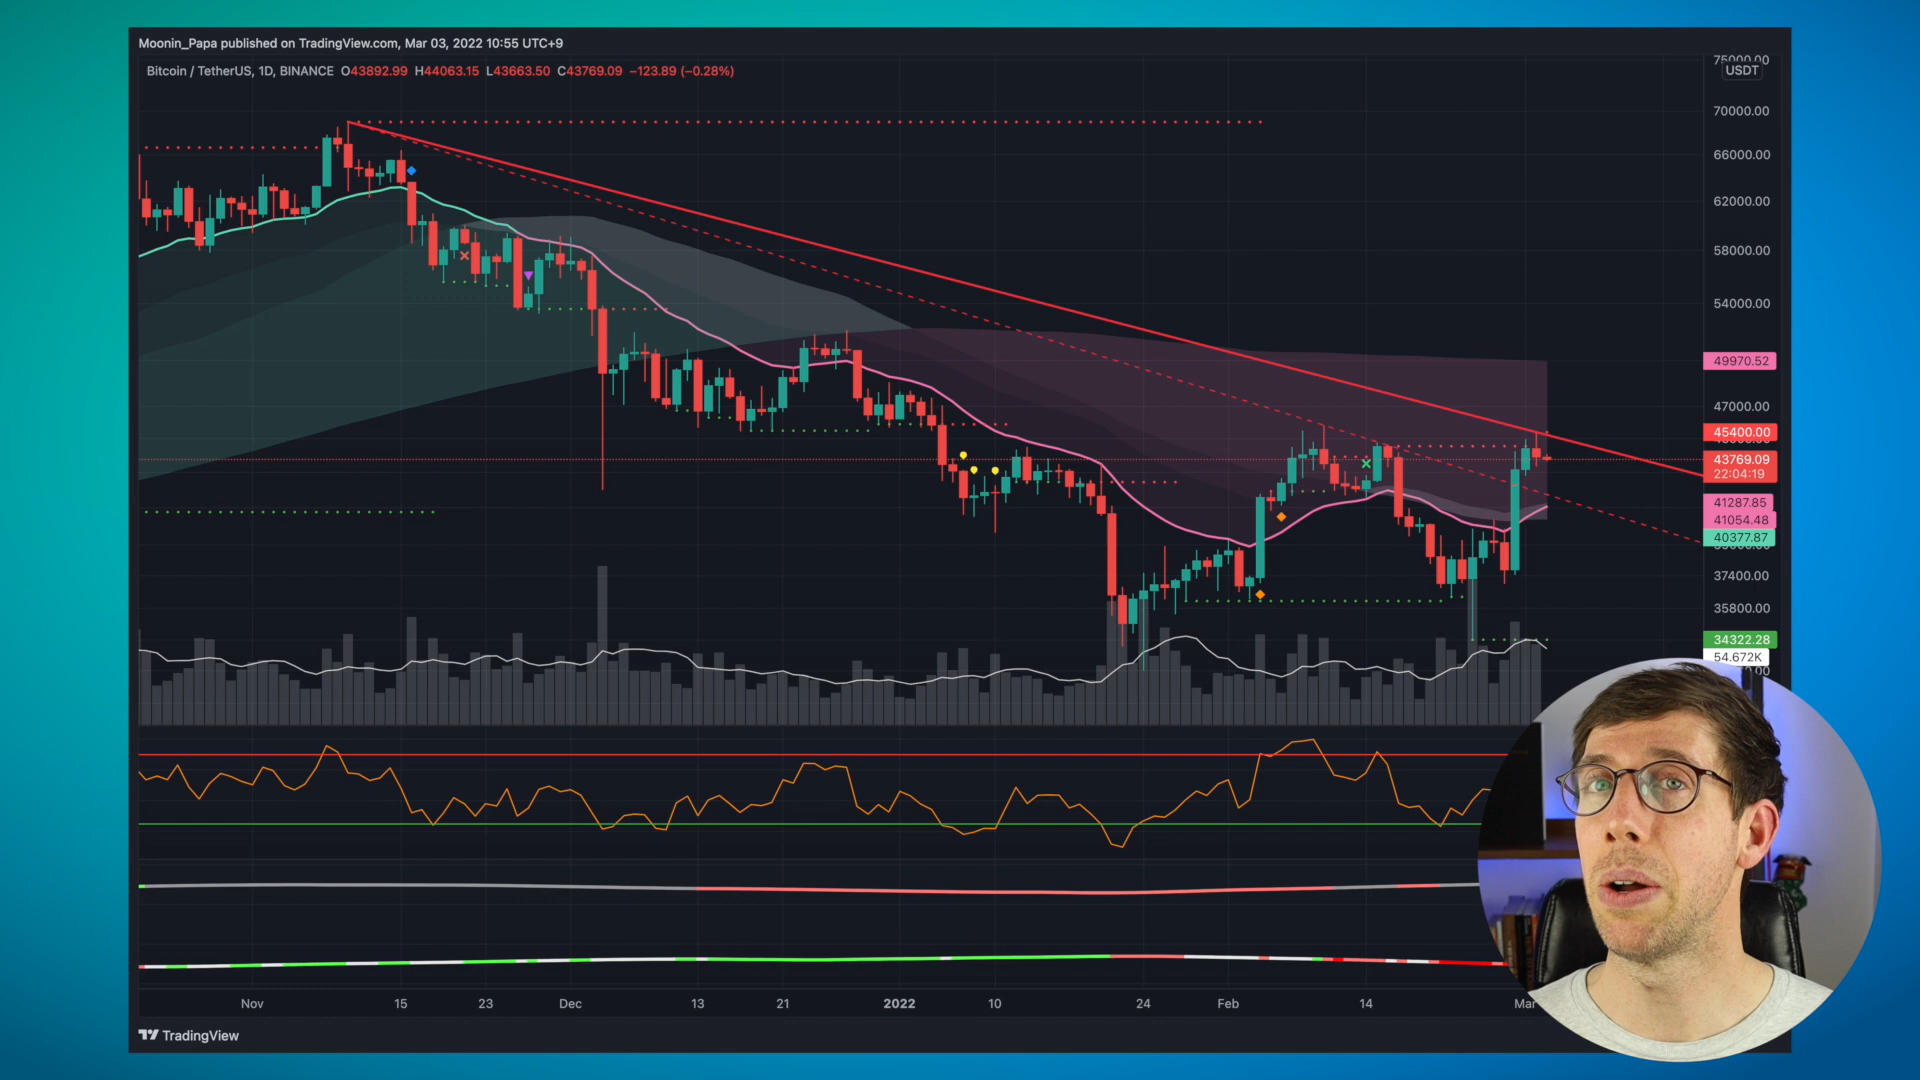 Moonin_Papa published on TradingView.com, Mar 03, 2022 10:55 UTC+9
Bitcoin / TetherUS, 1D, BINANCE O43892.99 H44063.15 L43663.50 C43769.09 −123.89 (−0.28%)
75000.00
USDT
70000.00
66000.00
62000.00
58000.00
54000.00
49970.52
47000.00
45400.00
43769.09
22:04:19
41287.85
41054.48
40377.87
37400.00
35800.00
34322.28
54.672K
Nov 15 23 Dec 13 21 2022 10 24 Feb 14 Mar
TradingView